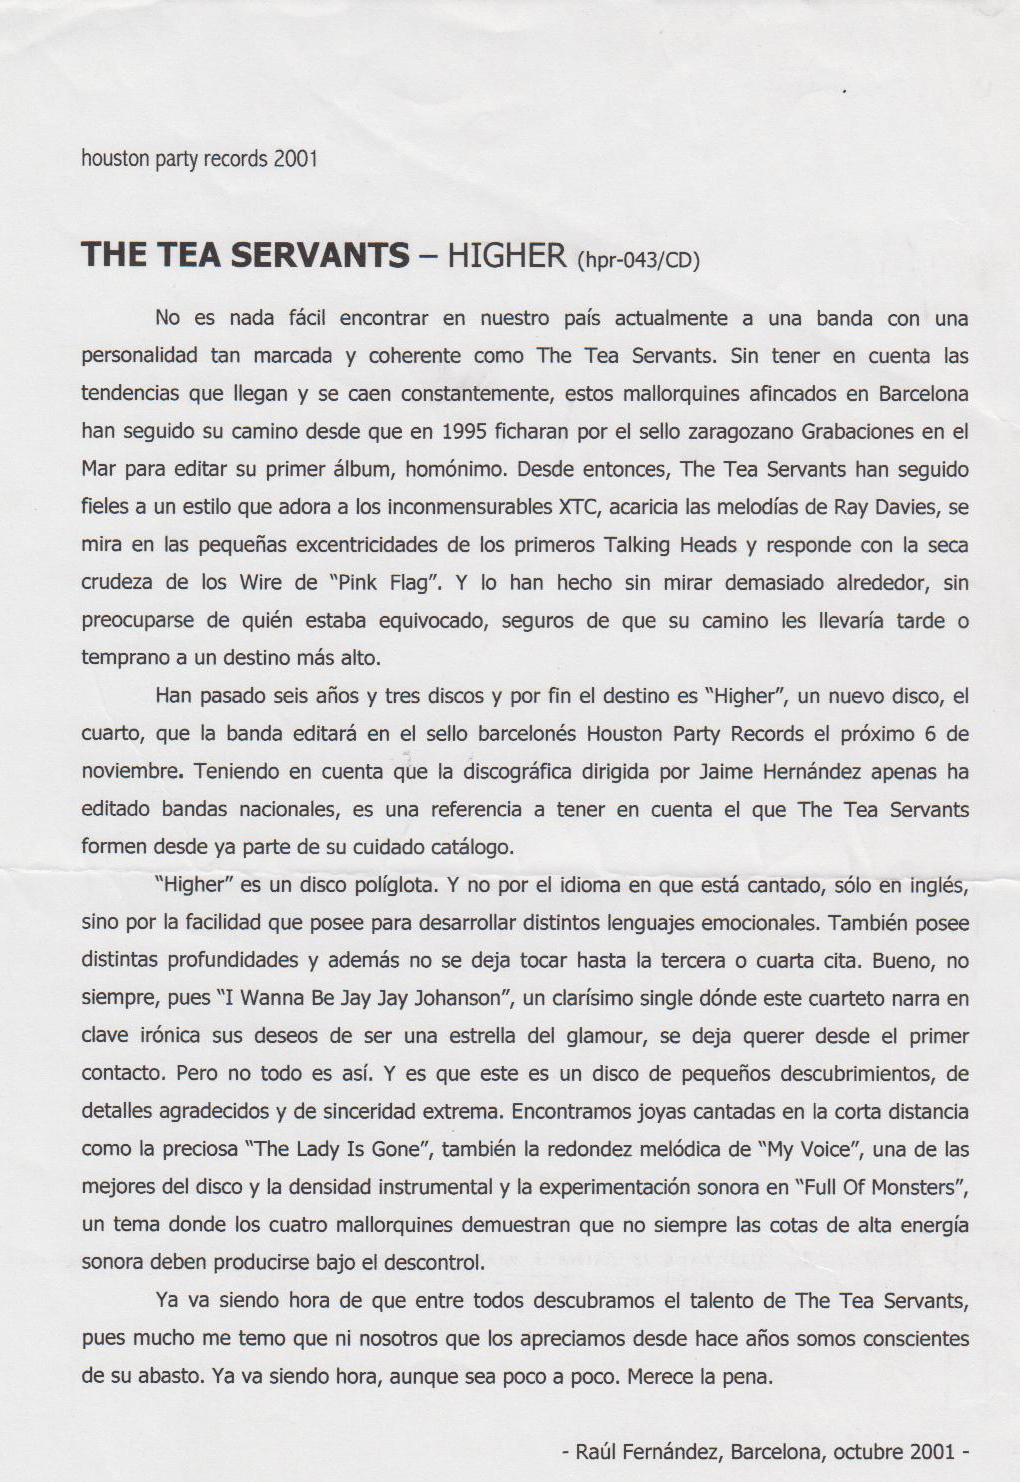 houston party records 2001
THE TEA SERVANTS – HIGHER (hpr-043/CD)
No es nada fácil encontrar en nuestro país actualmente a una banda con una
personalidad tan marcada y coherente como The Tea Servants. Sin tener en cuenta las
tendencias que llegan y se caen constantemente, estos mallorquines afincados en Barcelona
han seguido su camino desde que en 1995 ficharan por el sello zaragozano Grabaciones en el
Mar para editar su primer álbum, homónimo. Desde entonces, The Tea Servants han seguido
fieles a un estilo que adora a los inconmensurables XTC, acaricia las melodías de Ray Davies, se
mira en las pequeñas excentricidades de los primeros Talking Heads y responde con la seca
crudeza de los Wire de "Pink Flag". Y lo han hecho sin mirar demasiado alrededor, sin
preocuparse de quién estaba equivocado, seguros de que su camino les llevaría tarde o
temprano a un destino más alto.
Han pasado seis años y tres discos y por fin el destino es "Higher", un nuevo disco, el
cuarto, que la banda editará en el sello barcelonés Houston Party Records el próximo 6 de
noviembre. Teniendo en cuenta que la discográfica dirigida por Jaime Hernández apenas ha
editado bandas nacionales, es una referencia a tener en cuenta el que The Tea Servants
formen desde ya parte de su cuidado catálogo.
"Higher" es un disco políglota. Y no por el idioma en que está cantado, sólo en inglés,
sino por la facilidad que posee para desarrollar distintos lenguajes emocionales. También posee
distintas profundidades y además no se deja tocar hasta la tercera o cuarta cita. Bueno, no
siempre, pues "I Wanna Be Jay Jay Johanson", un clarísimo single dónde este cuarteto narra en
clave irónica sus deseos de ser una estrella del glamour, se deja querer desde el primer
contacto. Pero no todo es así. Y es que este es un disco de pequeños descubrimientos, de
detalles agradecidos y de sinceridad extrema. Encontramos joyas cantadas en la corta distancia
como la preciosa "The Lady Is Gone", también la redondez melódica de "My Voice", una de las
mejores del disco y la densidad instrumental y la experimentación sonora en "Full Of Monsters",
un tema donde los cuatro mallorquines demuestran que no siempre las cotas de alta energía
sonora deben producirse bajo el descontrol.
Ya va siendo hora de que entre todos descubramos el talento de The Tea Servants,
pues mucho me temo que ni nosotros que los apreciamos desde hace años somos conscientes
de su abasto. Ya va siendo hora, aunque sea poco a poco. Merece la pena.
- Raúl Fernández, Barcelona, octubre 2001 -